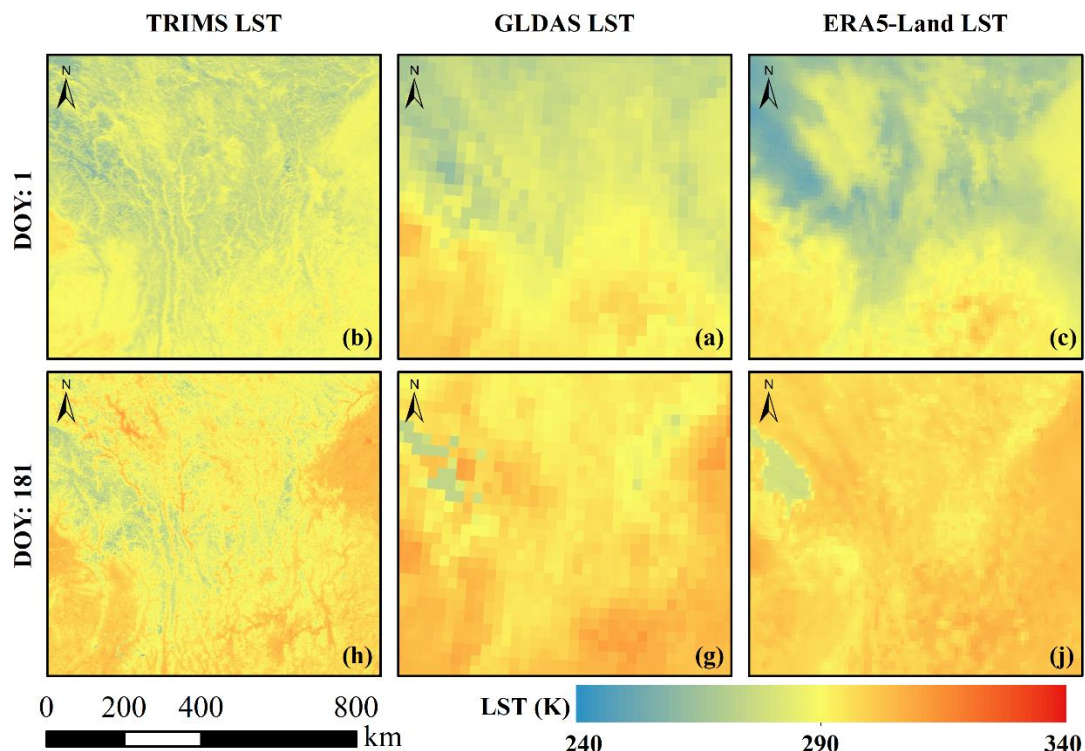 TRIMS LST GLDAS LST ERA5-Land LST
DOY: 1
N N N
(b) (a) (c)
DOY: 181
N N N
(h) (g) (j)
0 200 400 800
km
LST (K)
240 290 340